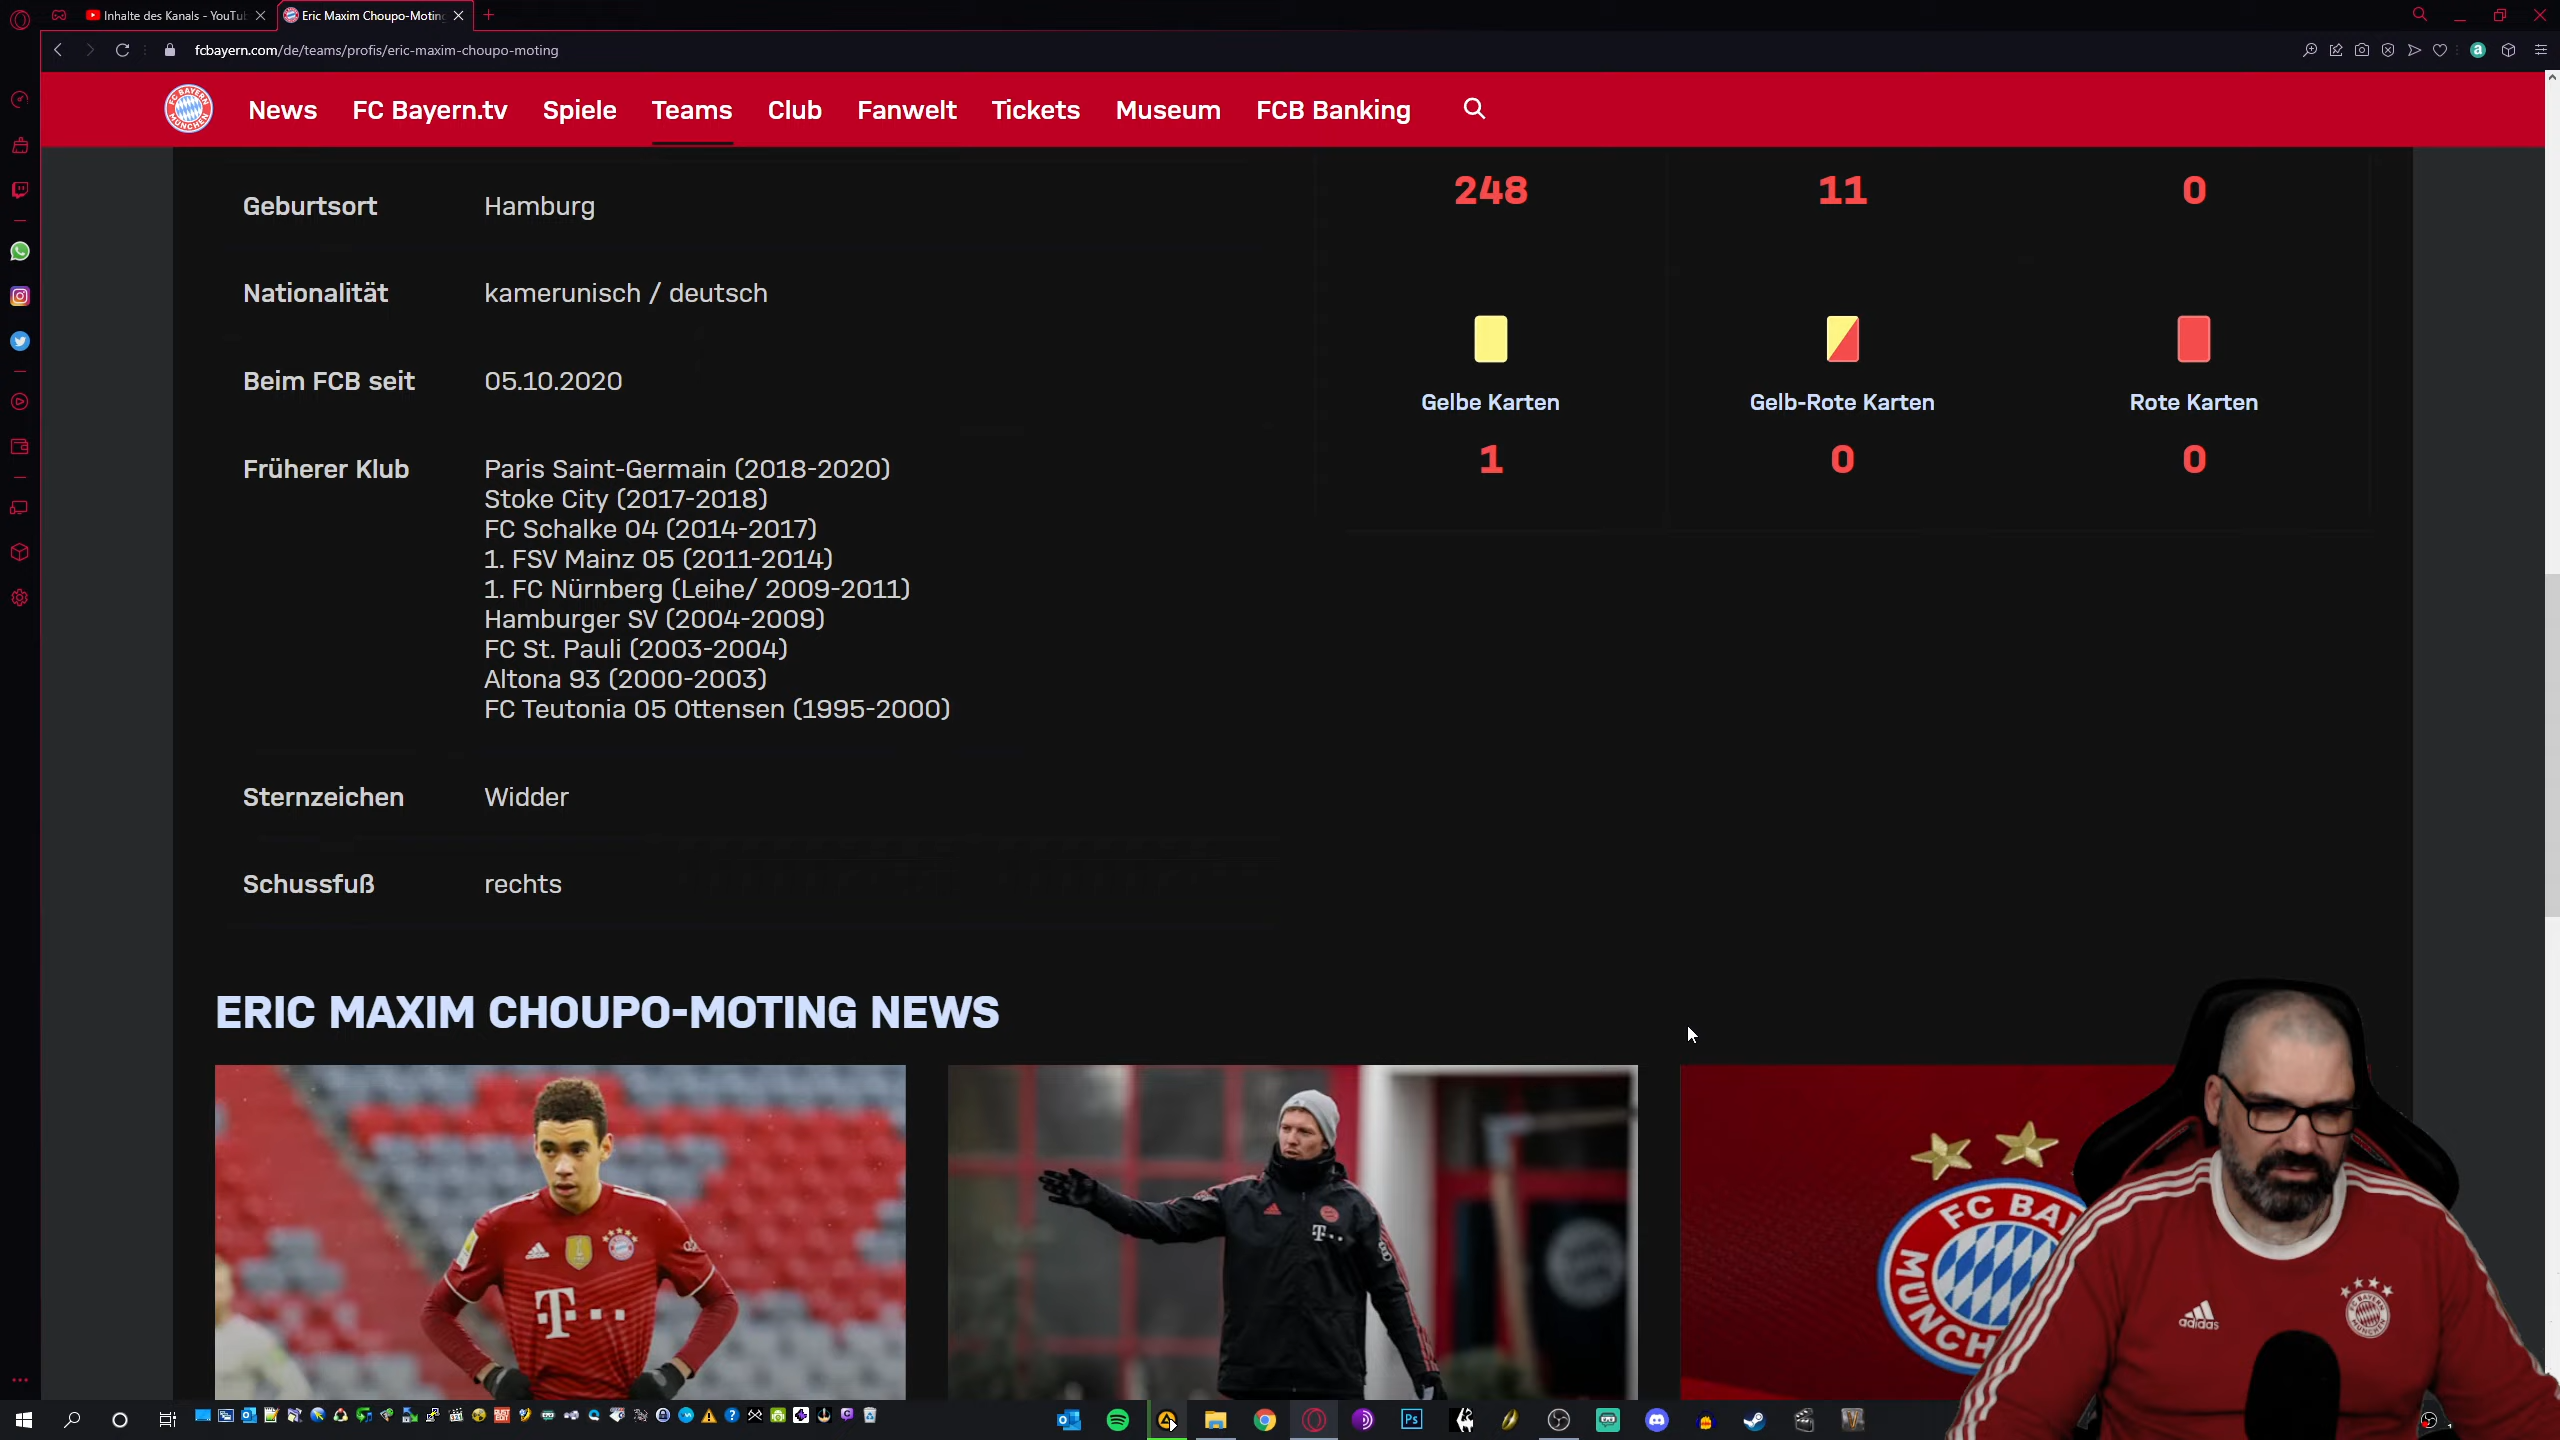 Inhalte des Kanals - YouTu
Eric Maxim Choupo-Moting
fcbayern.com/de/teams/profis/eric-maxim-choupo-moting
News FC Bayern.tv Spiele Teams Club Fanwelt Tickets Museum FCB Banking
Geburtsort Hamburg
248 11 0
Nationalität kamerunisch / deutsch
Beim FCB seit 05.10.2020
Gelbe Karten Gelb-Rote Karten Rote Karten
1 0 0
Früherer Klub Paris Saint-Germain (2018-2020)
Stoke City (2017-2018)
FC Schalke 04 (2014-2017)
1. FSV Mainz 05 (2011-2014)
1. FC Nürnberg (Leihe/ 2009-2011)
Hamburger SV (2004-2009)
FC St. Pauli (2003-2004)
Altona 93 (2000-2003)
FC Teutonia 05 Ottensen (1995-2000)
Sternzeichen Widder
Schussfuß rechts
ERIC MAXIM CHOUPO-MOTING NEWS
FC BA
MÜNCH
adidas